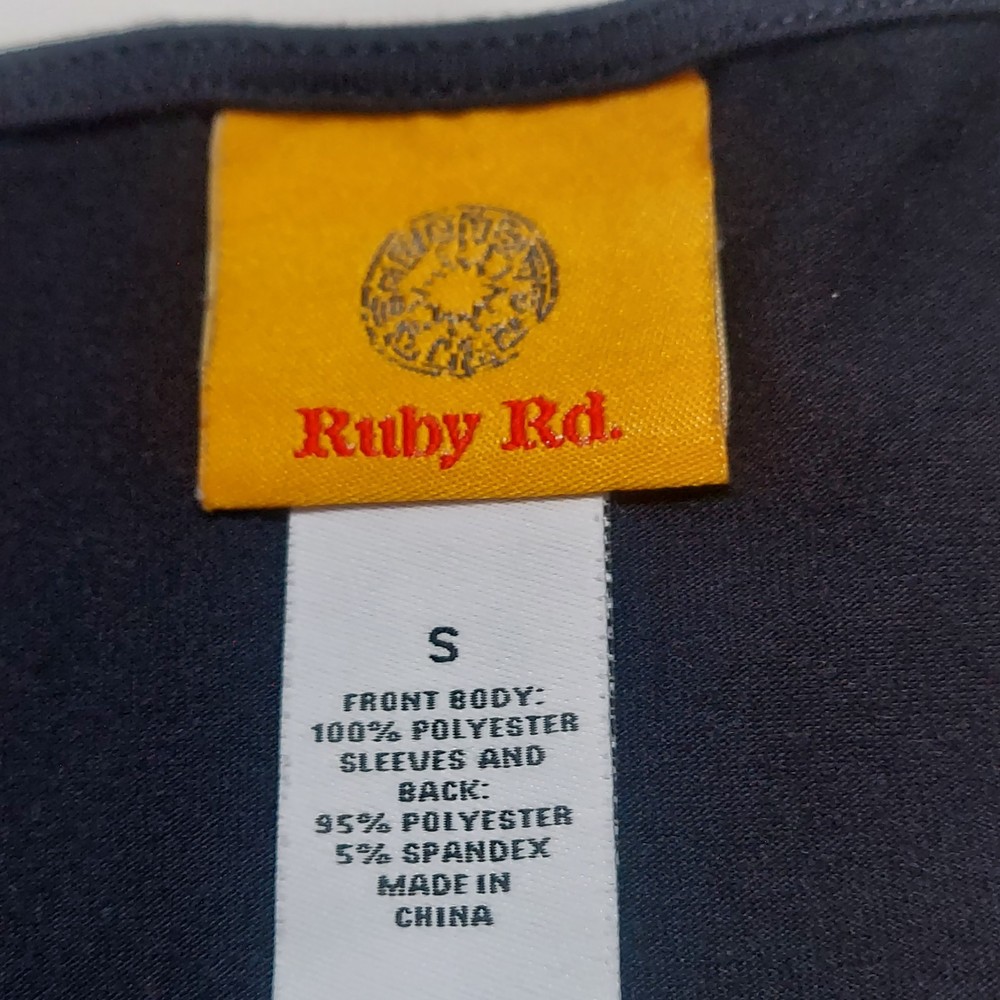 Ruby Rd.
S
FRONT BODY:
100% POLYESTER
SLEEVES AND
BACK:
95% POLYESTER
5% SPANDEX
MADE IN
CHINA